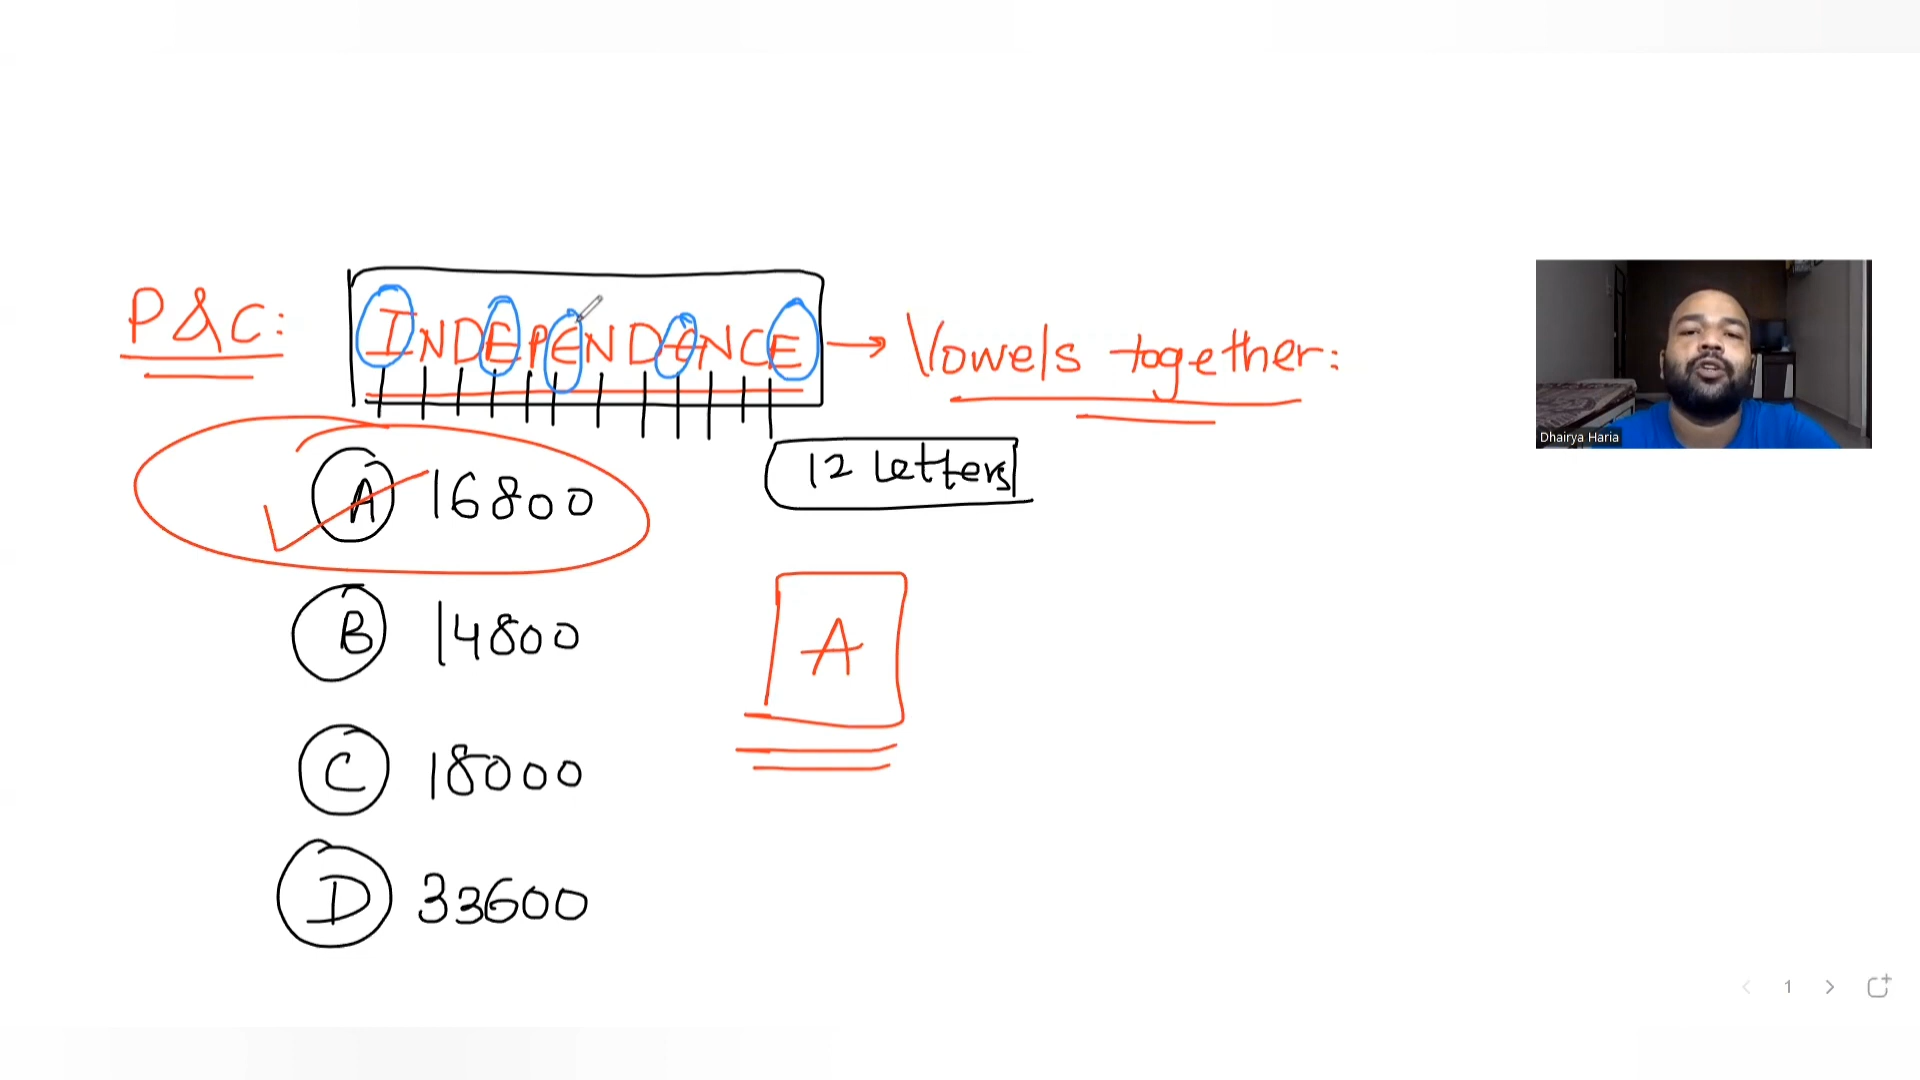 P&C: INDEPENDENCE → Vowels together:
12 Letters
A 16800
B 14800
A
C 18000
D 33600
Dhairya Haria
1